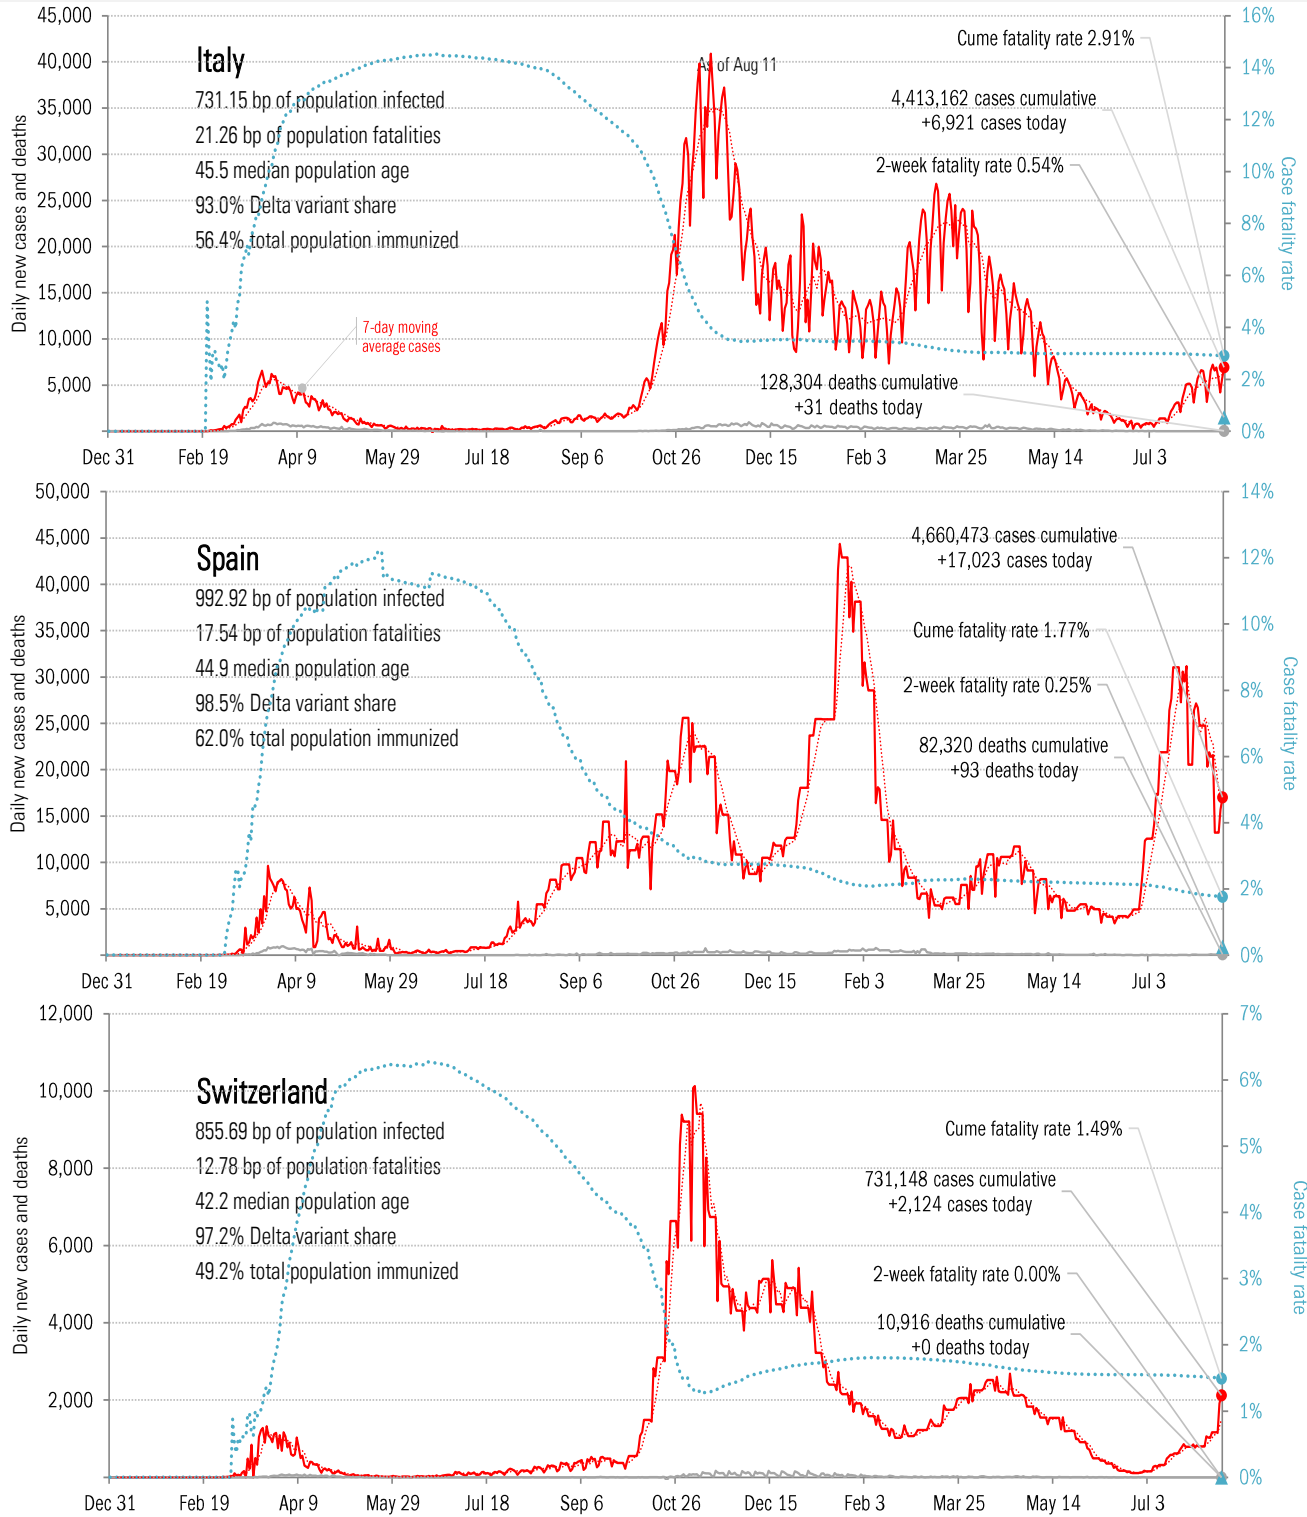 45,000
40,000
35,000
30,000
25,000
20,000
15,000
10,000
5,000
Daily new cases and deaths
Italy
731.15 bp of population infected
21.26 bp of population fatalities
45.5 median population age
93.0% Delta variant share
56.4% total population immunized
7-day moving
average cases
As of Aug 11
Cume fatality rate 2.91%
4,413,162 cases cumulative
+6,921 cases today
2-week fatality rate 0.54%
128,304 deaths cumulative
+31 deaths today
16%
14%
12%
10%
8%
6%
4%
2%
0%
Case fatality rate
Dec 31 Feb 19 Apr 9 May 29 Jul 18 Sep 6 Oct 26 Dec 15 Feb 3 Mar 25 May 14 Jul 3
50,000
45,000
40,000
35,000
30,000
25,000
20,000
15,000
10,000
5,000
Daily new cases and deaths
Spain
992.92 bp of population infected
17.54 bp of population fatalities
44.9 median population age
98.5% Delta variant share
62.0% total population immunized
4,660,473 cases cumulative
+17,023 cases today
Cume fatality rate 1.77%
2-week fatality rate 0.25%
82,320 deaths cumulative
+93 deaths today
14%
12%
10%
8%
6%
4%
2%
0%
Case fatality rate
Dec 31 Feb 19 Apr 9 May 29 Jul 18 Sep 6 Oct 26 Dec 15 Feb 3 Mar 25 May 14 Jul 3
12,000
10,000
8,000
6,000
4,000
2,000
Daily new cases and deaths
Switzerland
855.69 bp of population infected
12.78 bp of population fatalities
42.2 median population age
97.2% Delta variant share
49.2% total population immunized
Cume fatality rate 1.49%
731,148 cases cumulative
+2,124 cases today
2-week fatality rate 0.00%
10,916 deaths cumulative
+0 deaths today
7%
6%
5%
4%
3%
2%
1%
0%
Case fatality rate
Dec 31 Feb 19 Apr 9 May 29 Jul 18 Sep 6 Oct 26 Dec 15 Feb 3 Mar 25 May 14 Jul 3